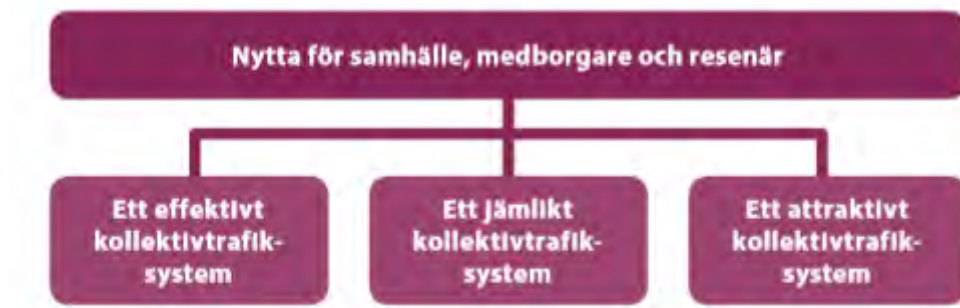 Nytta för samhälle, medborgare och resenär
Ett effektivt
kollektivtrafik-
system
Ett jämlikt
kollektivtrafik-
system
Ett attraktivt
kollektivtrafik-
system